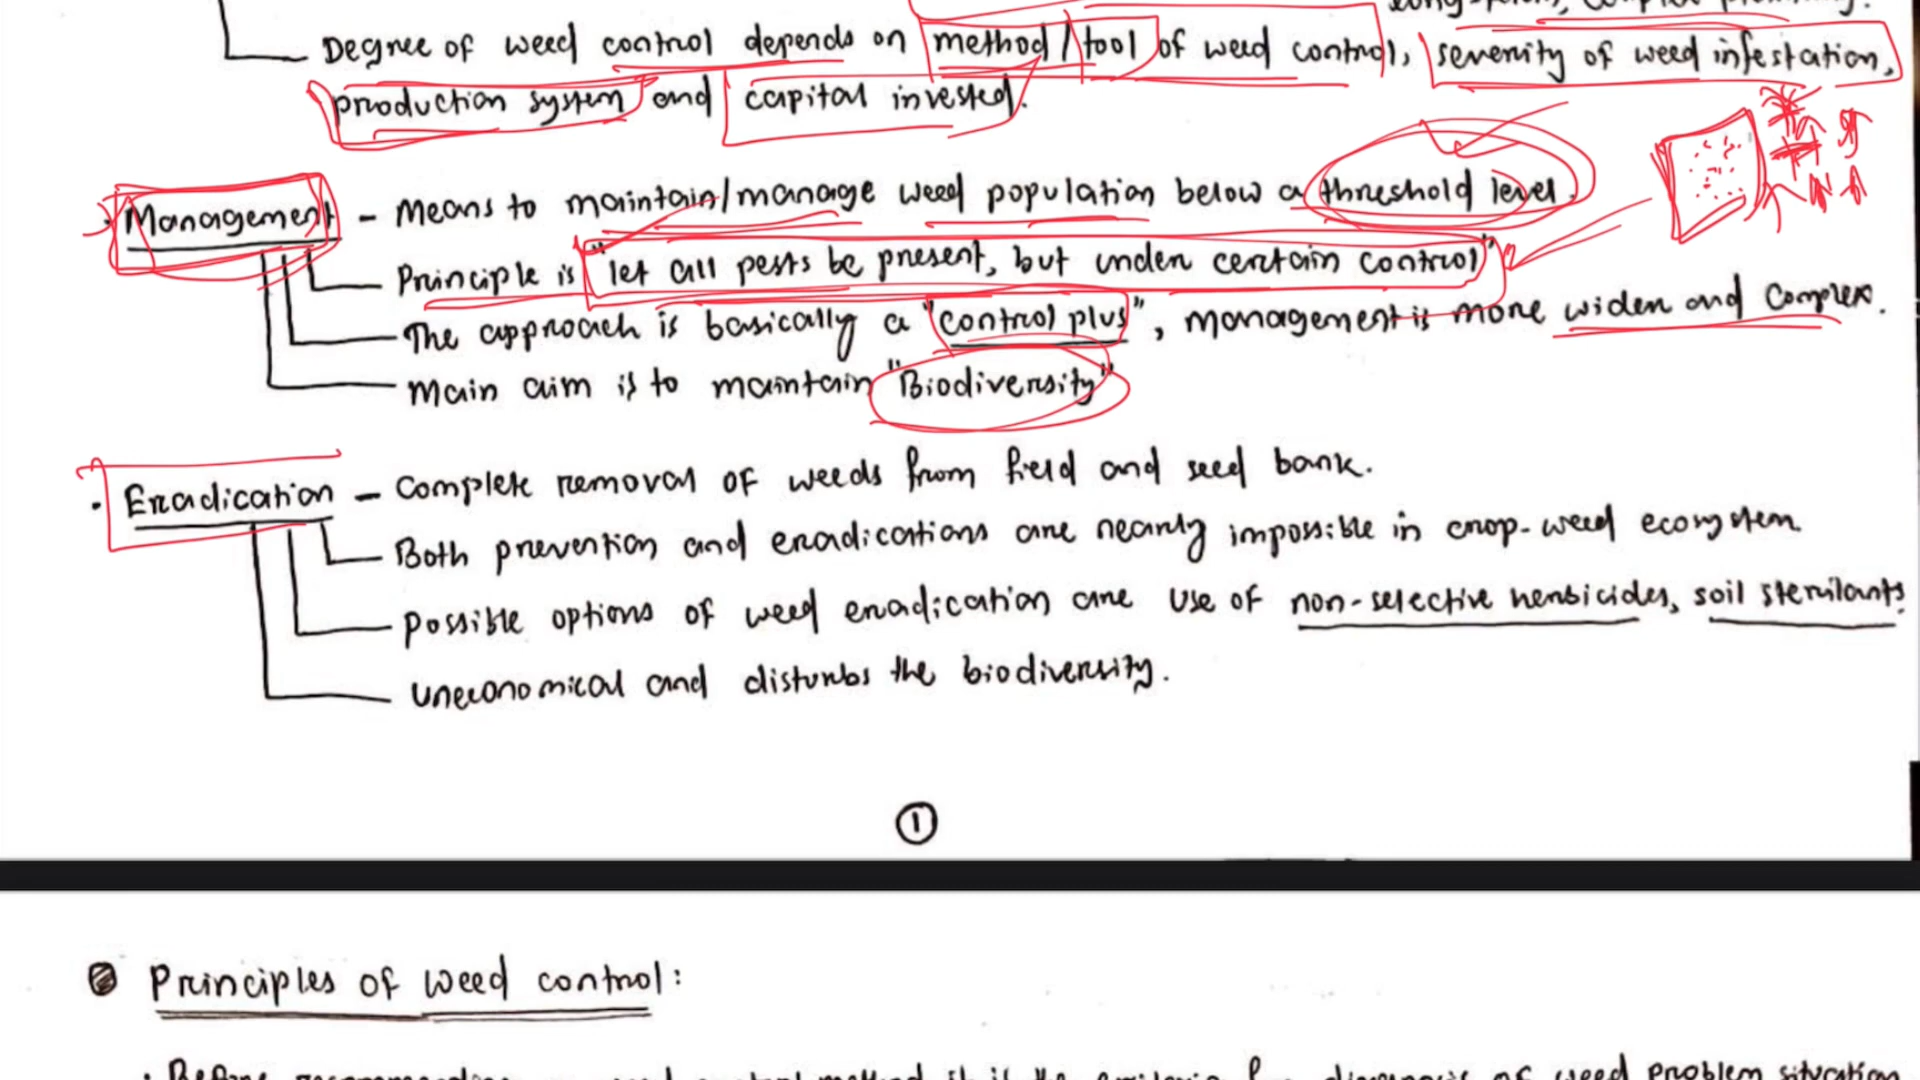 Degree of weed control depends on method/tool of weed control, severity of weed infestation,
production system and capital invested.
· Management - Means to maintain/manage weed population below a threshold level.
Principle is "let all pests be present, but under certain control"
The approach is basically a "control plus", management is more widen and complex.
Main aim is to maintain "Biodiversity"
· Eradication - Complete removal of weeds from field and seed bank.
Both prevention and eradications are nearly impossible in crop-weed ecosystem.
Possible options of weed eradication are use of non-selective herbicides, soil sterilants.
Uneconomical and disturbs the biodiversity.
1
Principles of weed control: